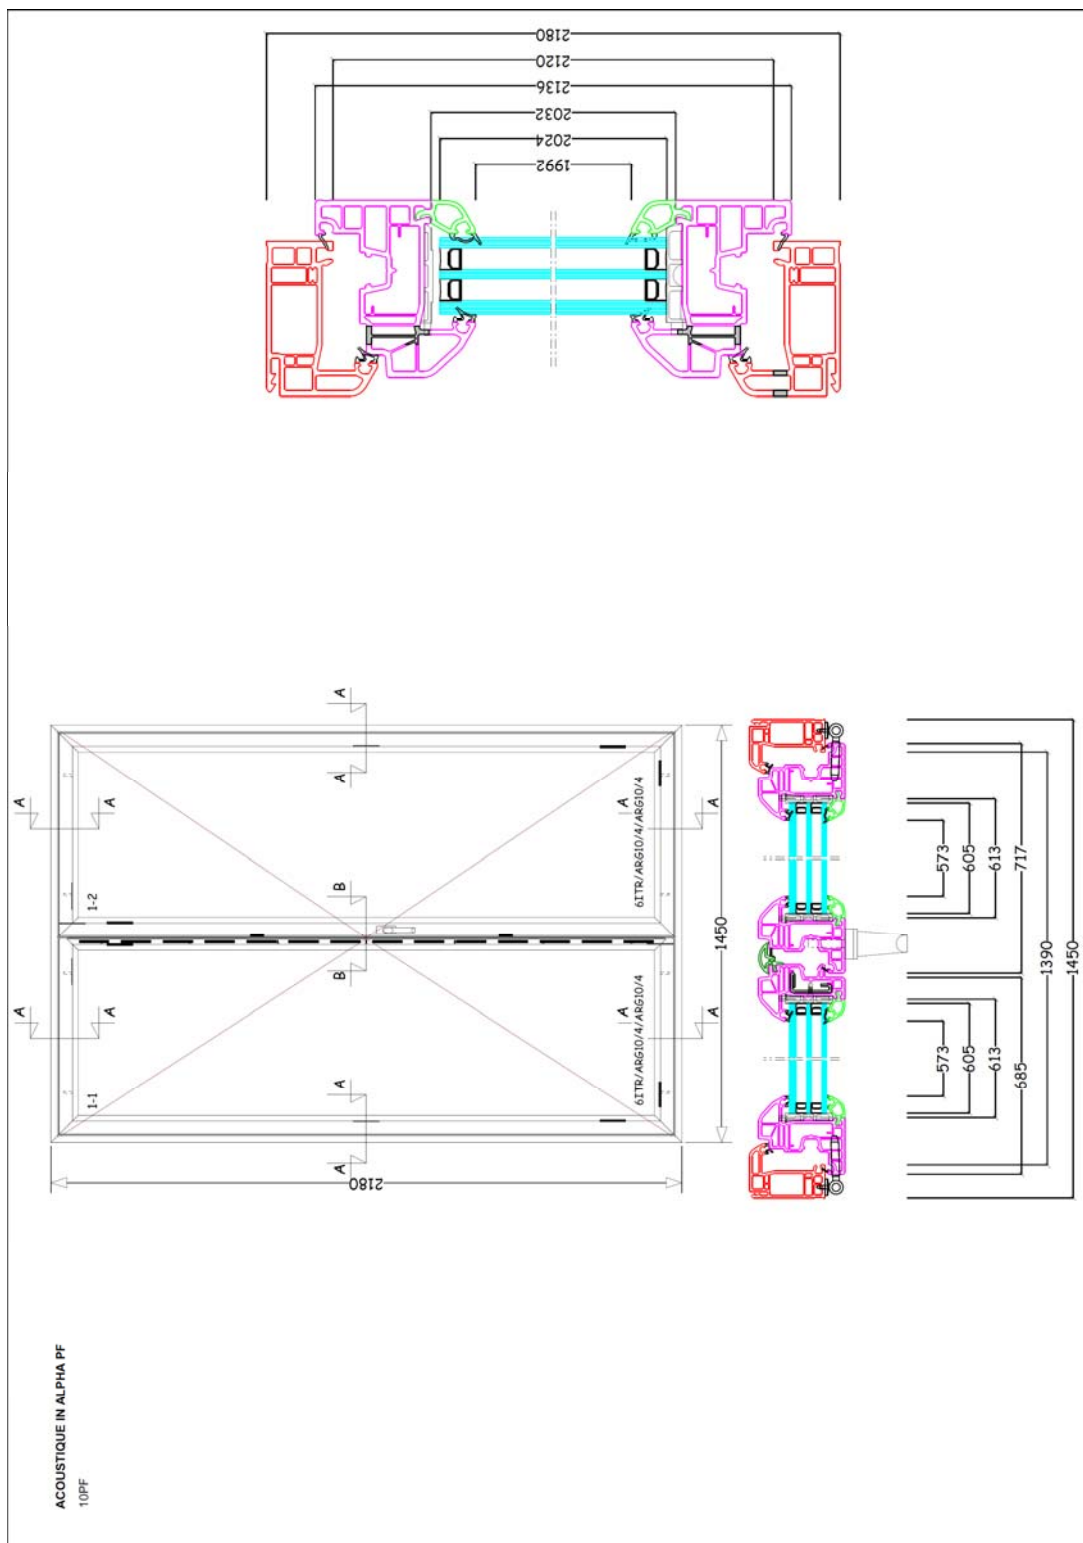 ACOUSTIQUE IN ALPHA PF
10PF
2180
2120
2136
2032
2024
1992
A
A
A
A
A
A
A
A
A
A
A
A
B
B
1-1
1-2
6ITR/ARG10/4/ARG10/4
6ITR/ARG10/4/ARG10/4
2180
1450
573
605
613
717
573
605
613
685
1390
1450